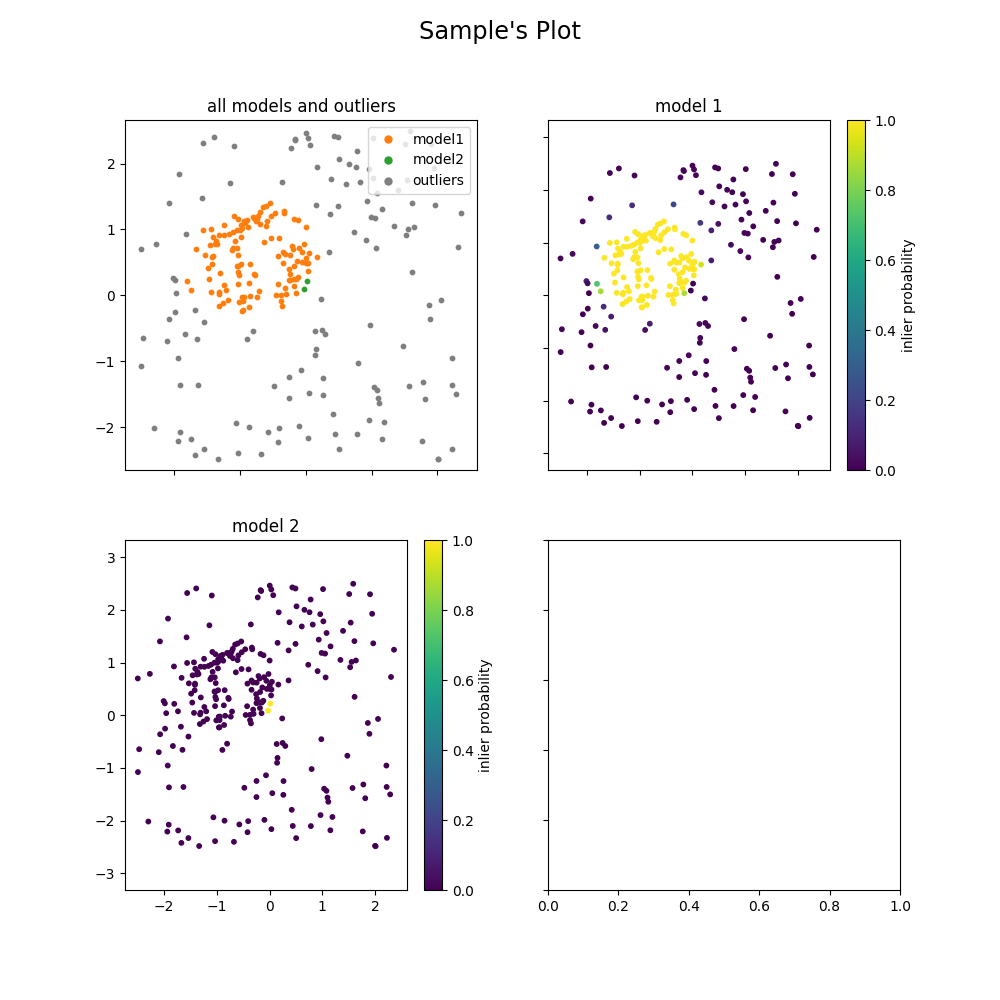 Sample's Plot
all models and outliers
model1
model2
outliers
2
1
0
−1
−2
model 1
1.0
0.8
0.6
0.4
0.2
0.0
inlier probability
model 2
3
2
1
0
−1
−2
−3
−2 −1 0 1 2
1.0
0.8
0.6
0.4
0.2
0.0
inlier probability
0.0 0.2 0.4 0.6 0.8 1.0